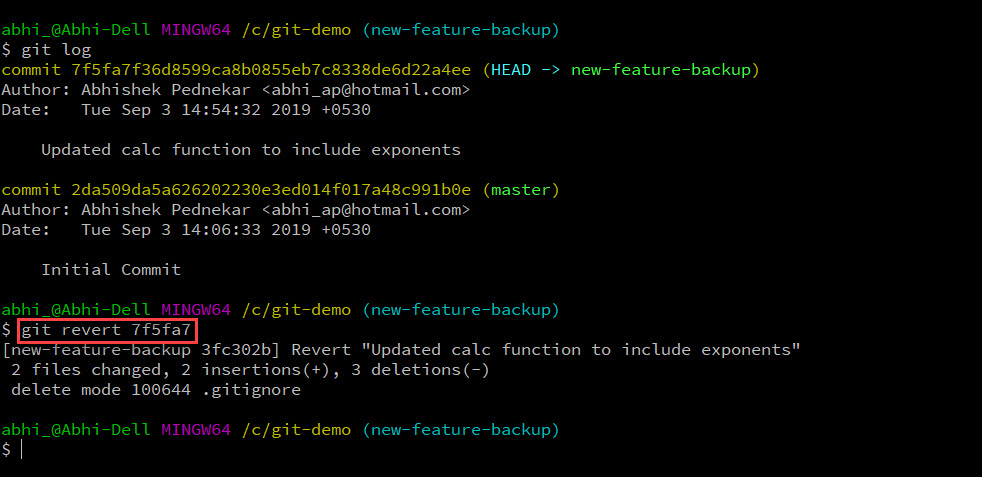 abhi_@Abhi-Dell MINGW64 /c/git-demo (new-feature-backup)
$ git log
commit 7f5fa7f36d8599ca8b0855eb7c8338de6d22a4ee (HEAD -> new-feature-backup)
Author: Abhishek Pednekar <abhi_ap@hotmail.com>
Date:   Tue Sep 3 14:54:32 2019 +0530
    Updated calc function to include exponents
commit 2da509da5a626202230e3ed014f017a48c991b0e (master)
Author: Abhishek Pednekar <abhi_ap@hotmail.com>
Date:   Tue Sep 3 14:06:33 2019 +0530
    Initial Commit
abhi_@Abhi-Dell MINGW64 /c/git-demo (new-feature-backup)
$ git revert 7f5fa7
[new-feature-backup 3fc302b] Revert "Updated calc function to include exponents"
 2 files changed, 2 insertions(+), 3 deletions(-)
 delete mode 100644 .gitignore
abhi_@Abhi-Dell MINGW64 /c/git-demo (new-feature-backup)
$